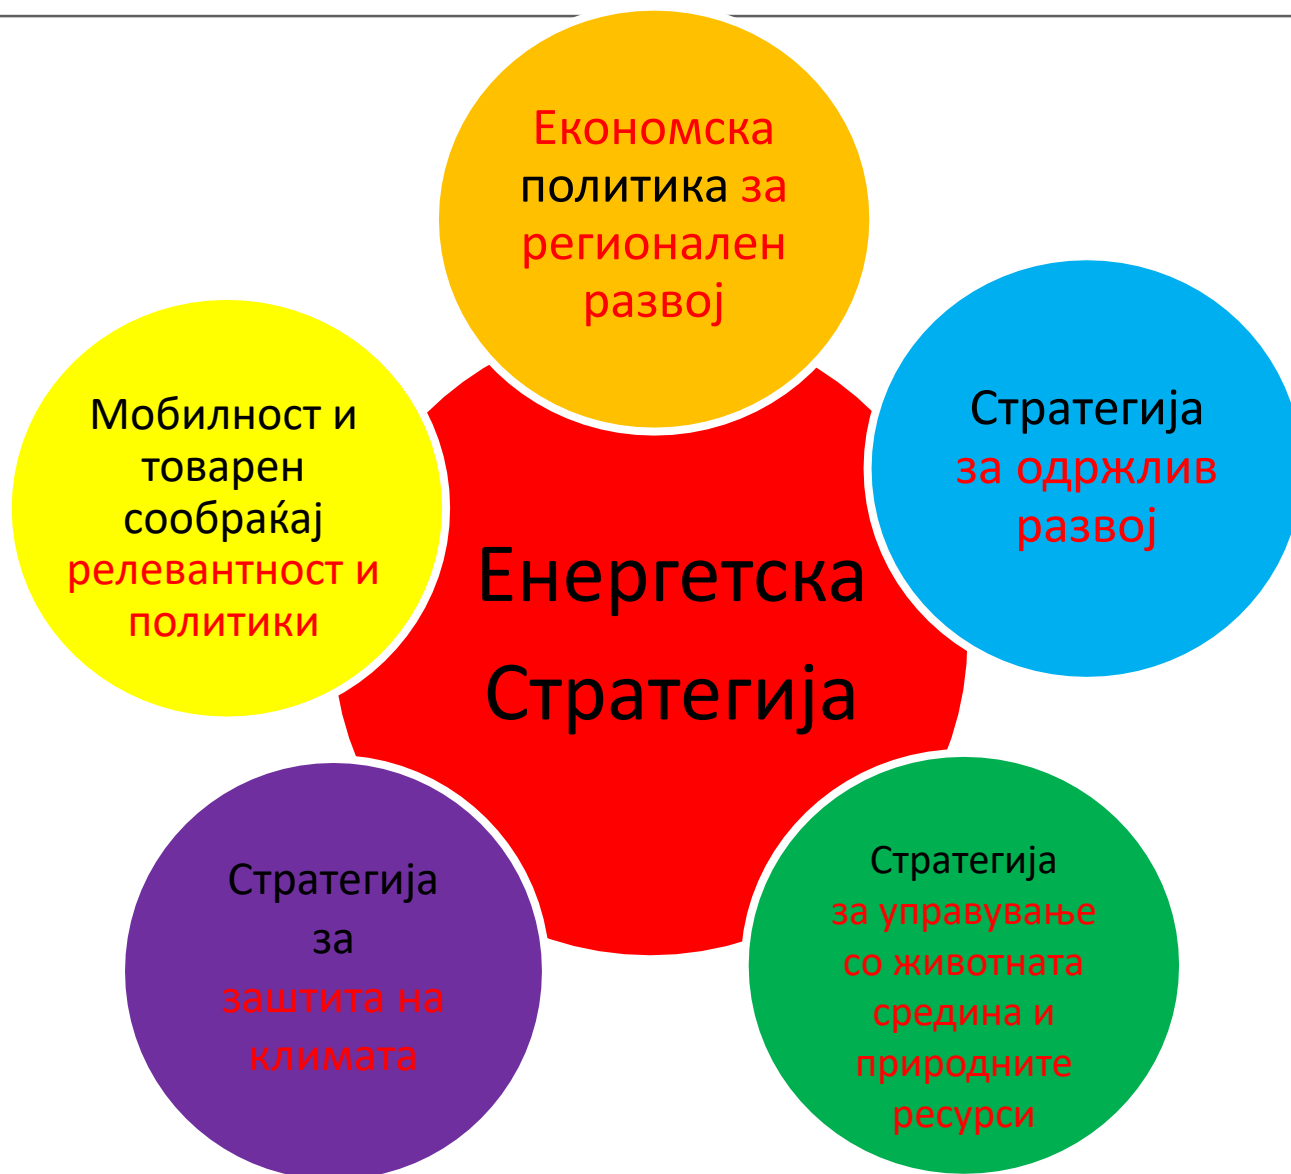 Економска
политика за
регионален
развој
Стратегија
за одржлив
развој
Мобилност и
товарен
сообраќај
релевантност и
политики
Енергетска
Стратегија
Стратегија
за
заштита на
климата
Стратегија
за управување
со животната
средина и
природните
ресурси